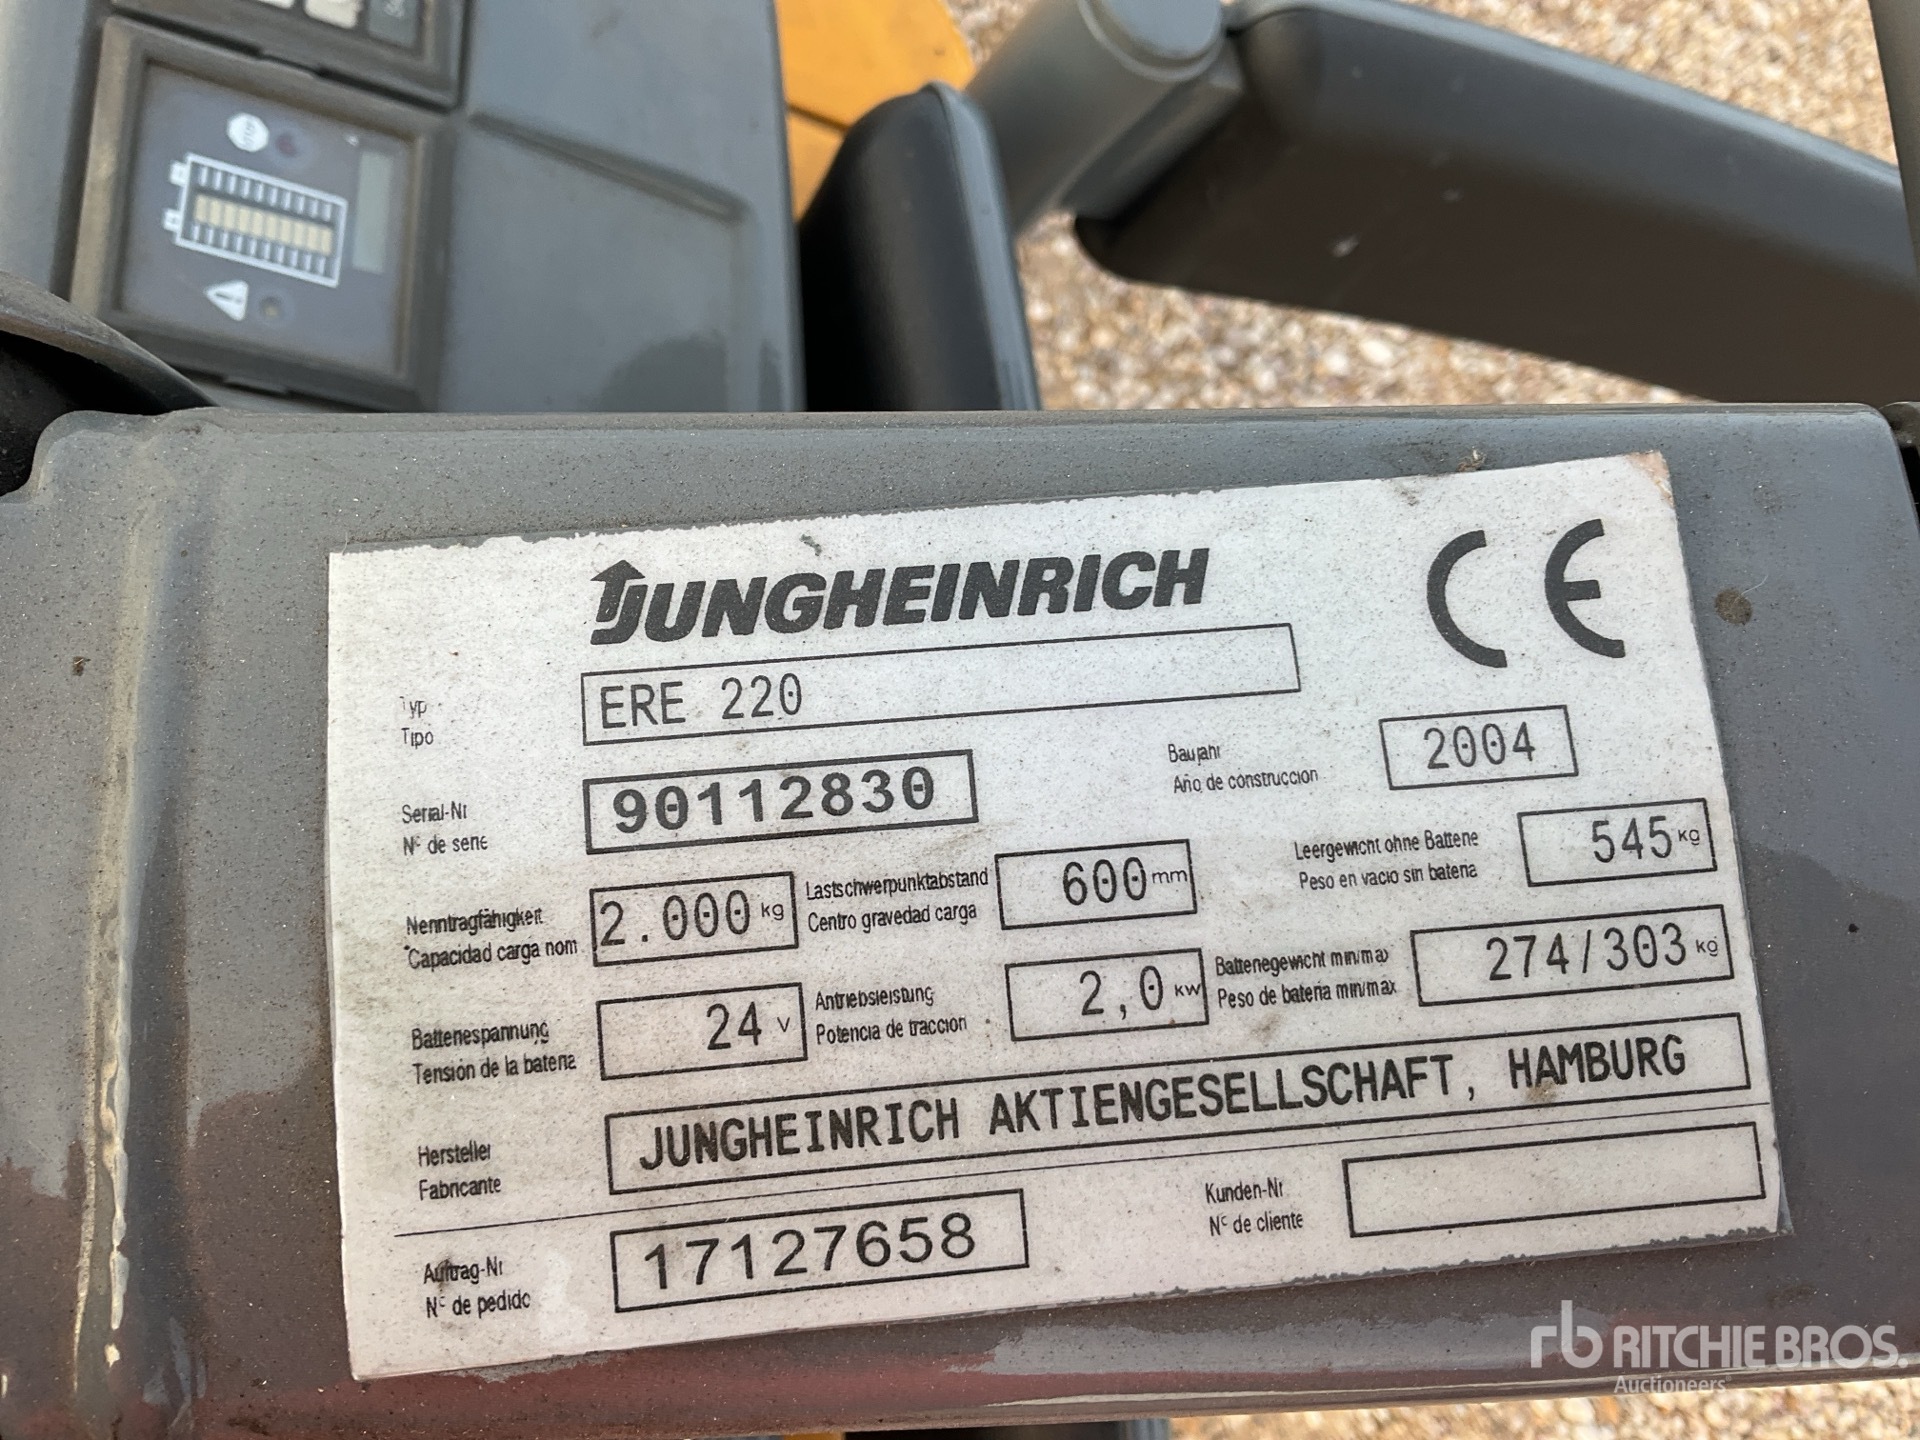 STOP
JUNGHEINRICH
CE
Typ
Tipo
ERE 220
Baujahr
Año de construccion
2004
Serial-Nr
N° de serie
90112830
Leergewicht ohne Batterie
Peso en vacio sin bateria
545 kg
Nenntragfähigkeit
Capacidad carga nom
2.000 kg
Lastschwerpunktabstand
Centro gravedad carga
600 mm
Batteriegewicht min/max
Peso de bateria min/max
274/303 kg
Batteriespannung
Tensión de la bateria
24 V
Antriebsleistung
Potencia de traccion
2,0 kW
Hersteller
Fabricante
JUNGHEINRICH AKTIENGESELLSCHAFT, HAMBURG
Auftrag-Nr
N° de pedido
17127658
Kunden-Nr
N° de cliente
rb RITCHIE BROS.
Auctioneers